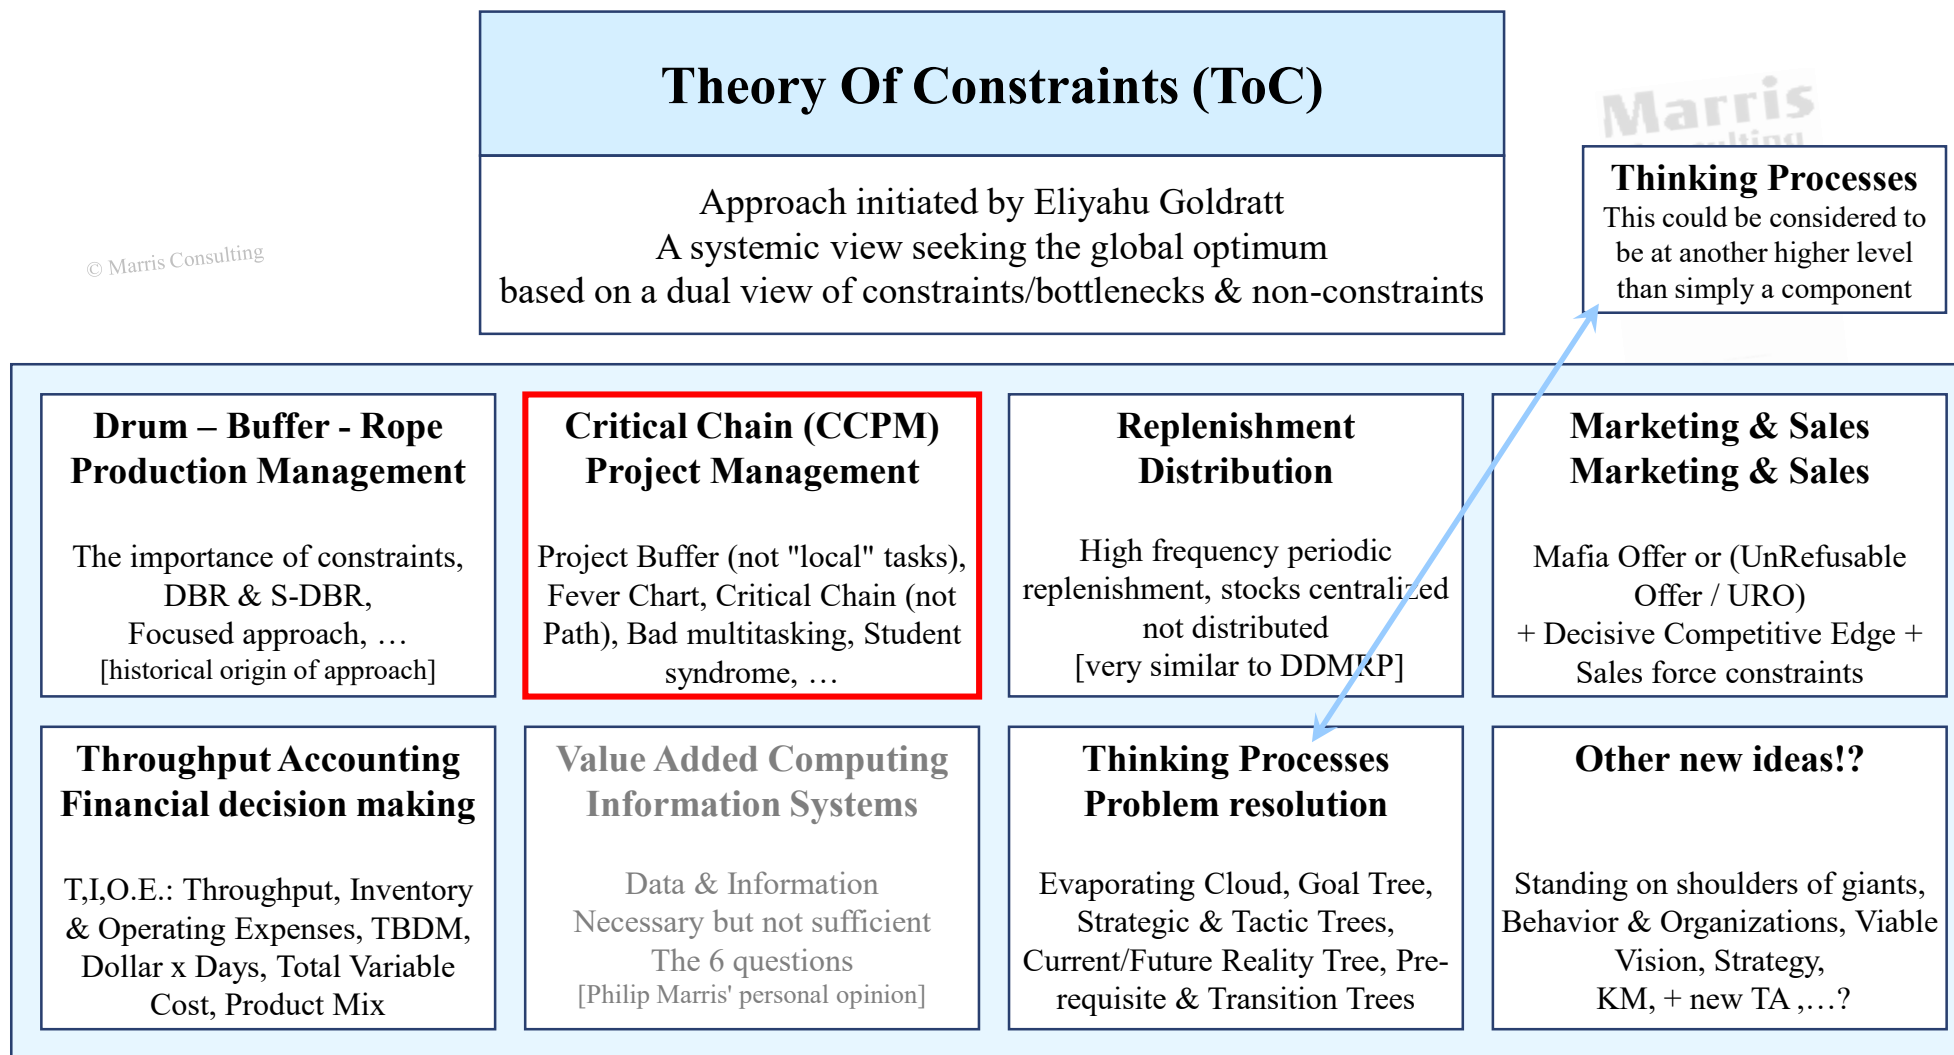 Theory Of Constraints (ToC)
Approach initiated by Eliyahu Goldratt
A systemic view seeking the global optimum
based on a dual view of constraints/bottlenecks & non-constraints
© Marris Consulting
Marris
Consulting
Thinking Processes
This could be considered to
be at another higher level
than simply a component
Drum – Buffer - Rope
Production Management
The importance of constraints,
DBR & S-DBR,
Focused approach, …
[historical origin of approach]
Critical Chain (CCPM)
Project Management
Project Buffer (not "local" tasks),
Fever Chart, Critical Chain (not
Path), Bad multitasking, Student
syndrome, …
Replenishment
Distribution
High frequency periodic
replenishment, stocks centralized
not distributed
[very similar to DDMRP]
Marketing & Sales
Marketing & Sales
Mafia Offer or (UnRefusable
Offer / URO)
+ Decisive Competitive Edge +
Sales force constraints
Throughput Accounting
Financial decision making
T,I,O.E.: Throughput, Inventory
& Operating Expenses, TBDM,
Dollar x Days, Total Variable
Cost, Product Mix
Value Added Computing
Information Systems
Data & Information
Necessary but not sufficient
The 6 questions
[Philip Marris' personal opinion]
Thinking Processes
Problem resolution
Evaporating Cloud, Goal Tree,
Strategic & Tactic Trees,
Current/Future Reality Tree, Pre-
requisite & Transition Trees
Other new ideas!?
Standing on shoulders of giants,
Behavior & Organizations, Viable
Vision, Strategy,
KM, + new TA ,…?